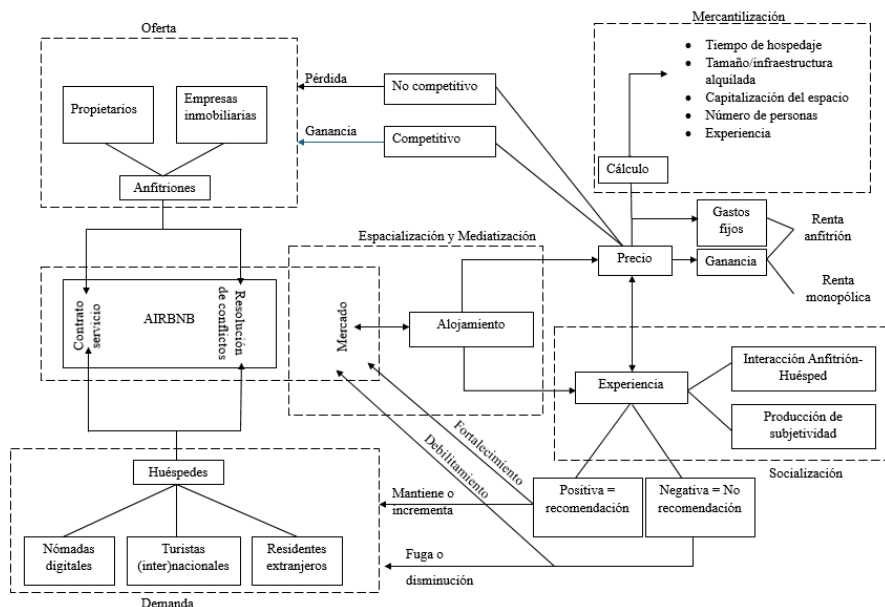 Oferta
Mercantilización
Propietarios
Empresas
inmobiliarias
Anfitriones
Pérdida
No competitivo
Ganancia
Competitivo
• Tiempo de hospedaje
• Tamaño/infraestructura
alquilada
• Capitalización del espacio
• Número de personas
• Experiencia
Cálculo
Espacialización y Mediatización
Precio
Gastos
fijos
Ganancia
Renta
anfitrión
Renta
monopólica
Contrato
servicio
AIRBNB
Resolución
de conflictos
Mercado
Alojamiento
Experiencia
Interacción Anfitrión-
Huésped
Producción de
subjetividad
Socialización
Fortalecimiento
Debilitamiento
Huéspedes
Nómadas
digitales
Turistas
(inter)nacionales
Residentes
extranjeros
Demanda
Mantiene o
incrementa
Fuga o
disminución
Positiva =
recomendación
Negativa = No
recomendación